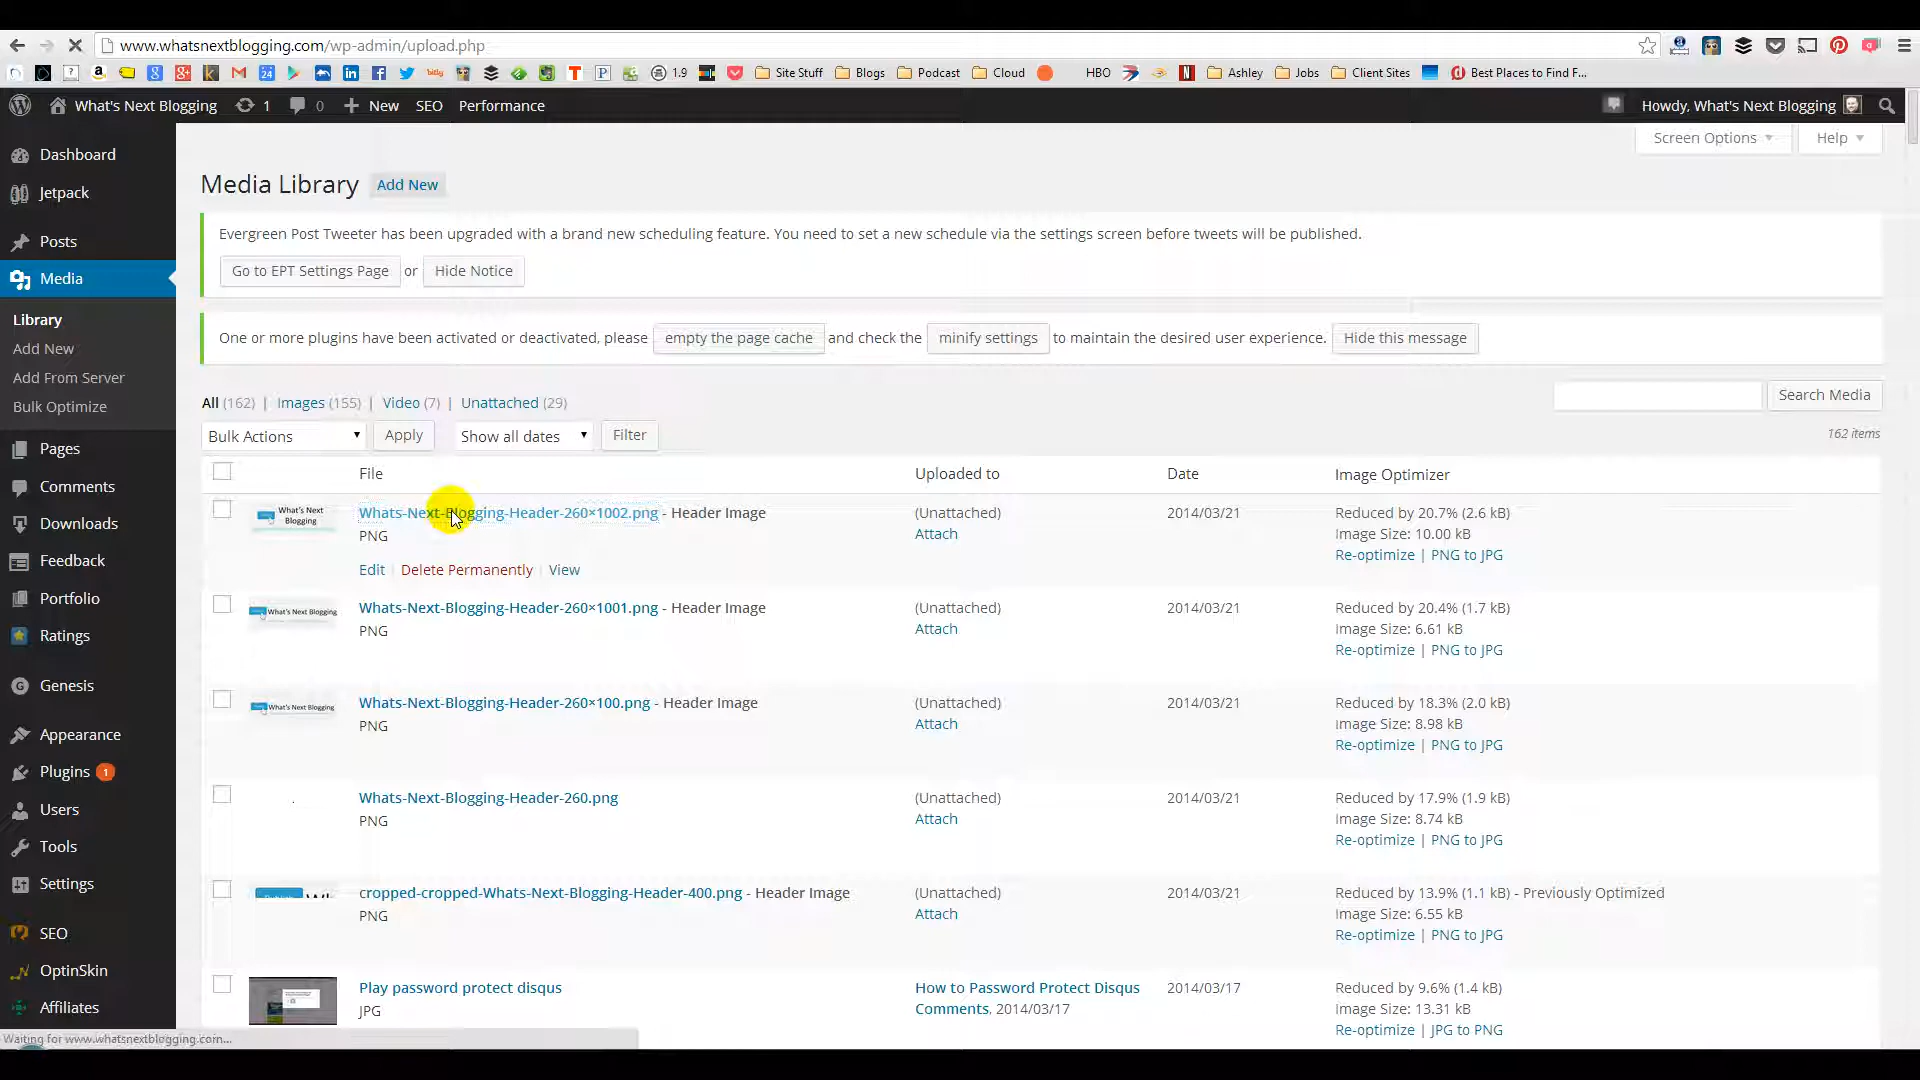 www.whatsnextblogging.com/wp-admin/upload.php
bitly 1.9 Site Stuff Blogs Podcast Cloud HBO Ashley Jobs Client Sites Best Places to Find F...
What's Next Blogging 1 0 New SEO Performance Howdy, What's Next Blogging
Screen Options Help
Dashboard
Jetpack
Posts
Media
Library
Add New
Add From Server
Bulk Optimize
Pages
Comments
Downloads
Feedback
Portfolio
Ratings
Genesis
Appearance
Plugins 1
Users
Tools
Settings
SEO
OptinSkin
Affiliates
Media Library Add New
Evergreen Post Tweeter has been upgraded with a brand new scheduling feature. You need to set a new schedule via the settings screen before tweets will be published.
Go to EPT Settings Page or Hide Notice
One or more plugins have been activated or deactivated, please empty the page cache and check the minify settings to maintain the desired user experience. Hide this message
All (162) | Images (155) | Video (7) | Unattached (29)
Search Media
Bulk Actions Apply Show all dates Filter
162 items
File Uploaded to Date Image Optimizer
What's Next Blogging
Whats-Next-Blogging-Header-260×1002.png - Header Image (Unattached) 2014/03/21 Reduced by 20.7% (2.6 kB)
PNG Attach Image Size: 10.00 kB
Re-optimize | PNG to JPG
Edit | Delete Permanently | View
What's Next Blogging
Whats-Next-Blogging-Header-260×1001.png - Header Image (Unattached) 2014/03/21 Reduced by 20.4% (1.7 kB)
PNG Attach Image Size: 6.61 kB
Re-optimize | PNG to JPG
What's Next Blogging
Whats-Next-Blogging-Header-260×100.png - Header Image (Unattached) 2014/03/21 Reduced by 18.3% (2.0 kB)
PNG Attach Image Size: 8.98 kB
Re-optimize | PNG to JPG
Whats-Next-Blogging-Header-260.png (Unattached) 2014/03/21 Reduced by 17.9% (1.9 kB)
PNG Attach Image Size: 8.74 kB
Re-optimize | PNG to JPG
cropped-cropped-Whats-Next-Blogging-Header-400.png - Header Image (Unattached) 2014/03/21 Reduced by 13.9% (1.1 kB) - Previously Optimized
PNG Attach Image Size: 6.55 kB
Re-optimize | PNG to JPG
Play password protect disqus How to Password Protect Disqus 2014/03/17 Reduced by 9.6% (1.4 kB)
JPG Comments, 2014/03/17 Image Size: 13.31 kB
Re-optimize | JPG to PNG
Waiting for www.whatsnextblogging.com...